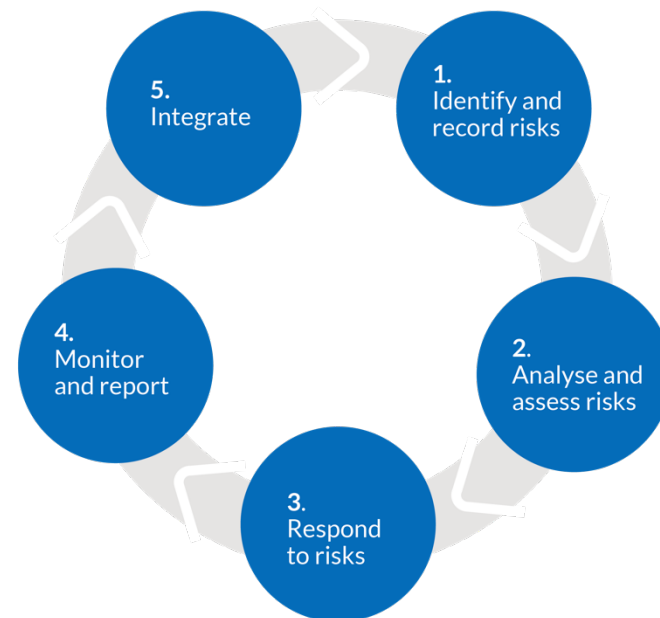 1.
Identify and
record risks
2.
Analyse and
assess risks
3.
Respond
to risks
4.
Monitor
and report
5.
Integrate